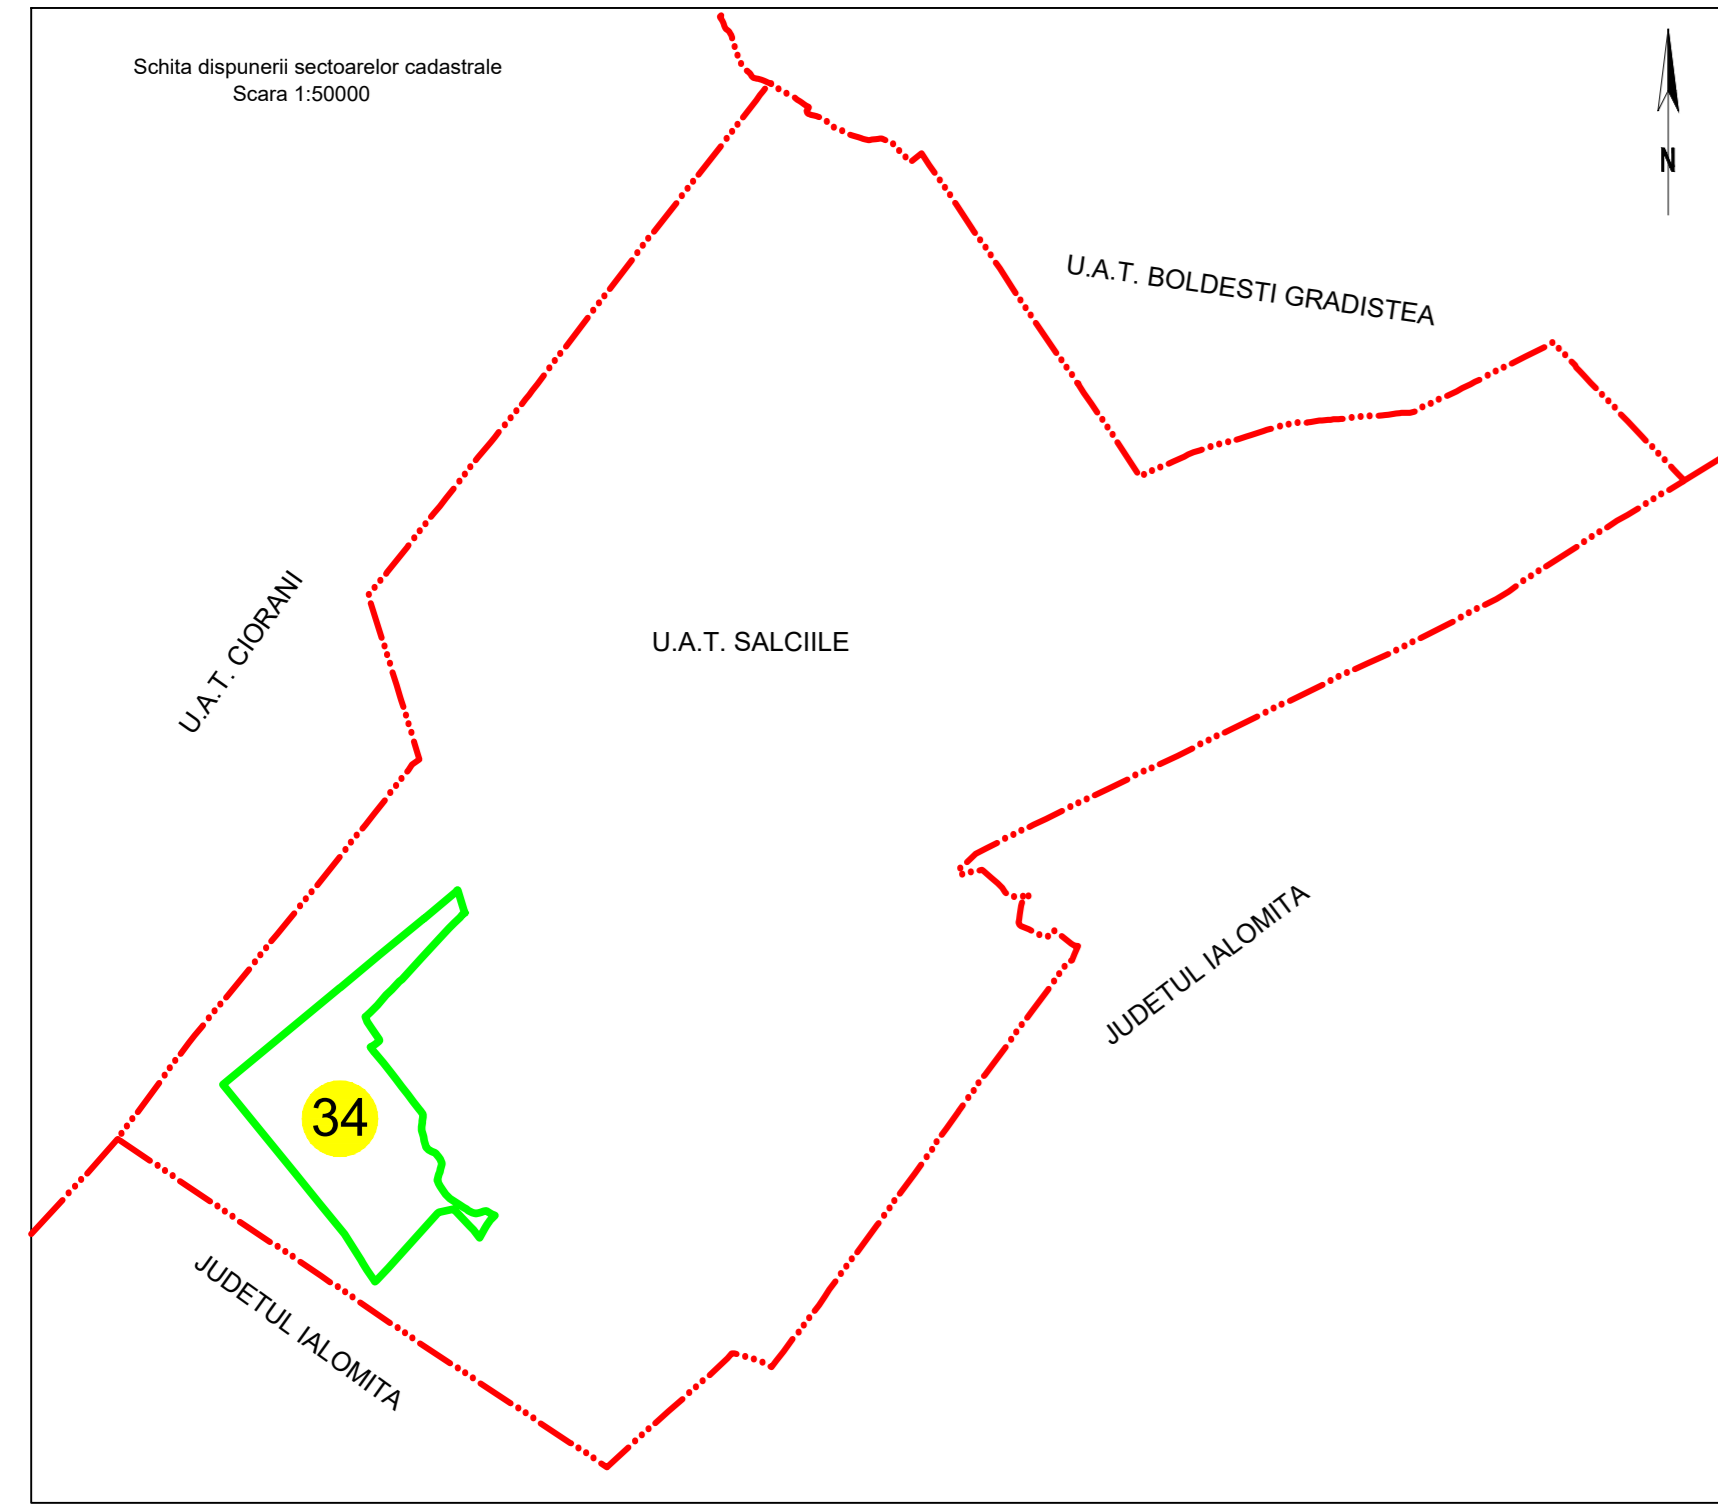 Schita dispunerii sectoarelor cadastrale
Scara 1:50000
N
U.A.T. BOLDESTI GRADISTEA
U.A.T. CIORANI
U.A.T. SALCIILE
JUDETUL IALOMITA
34
JUDETUL IALOMITA